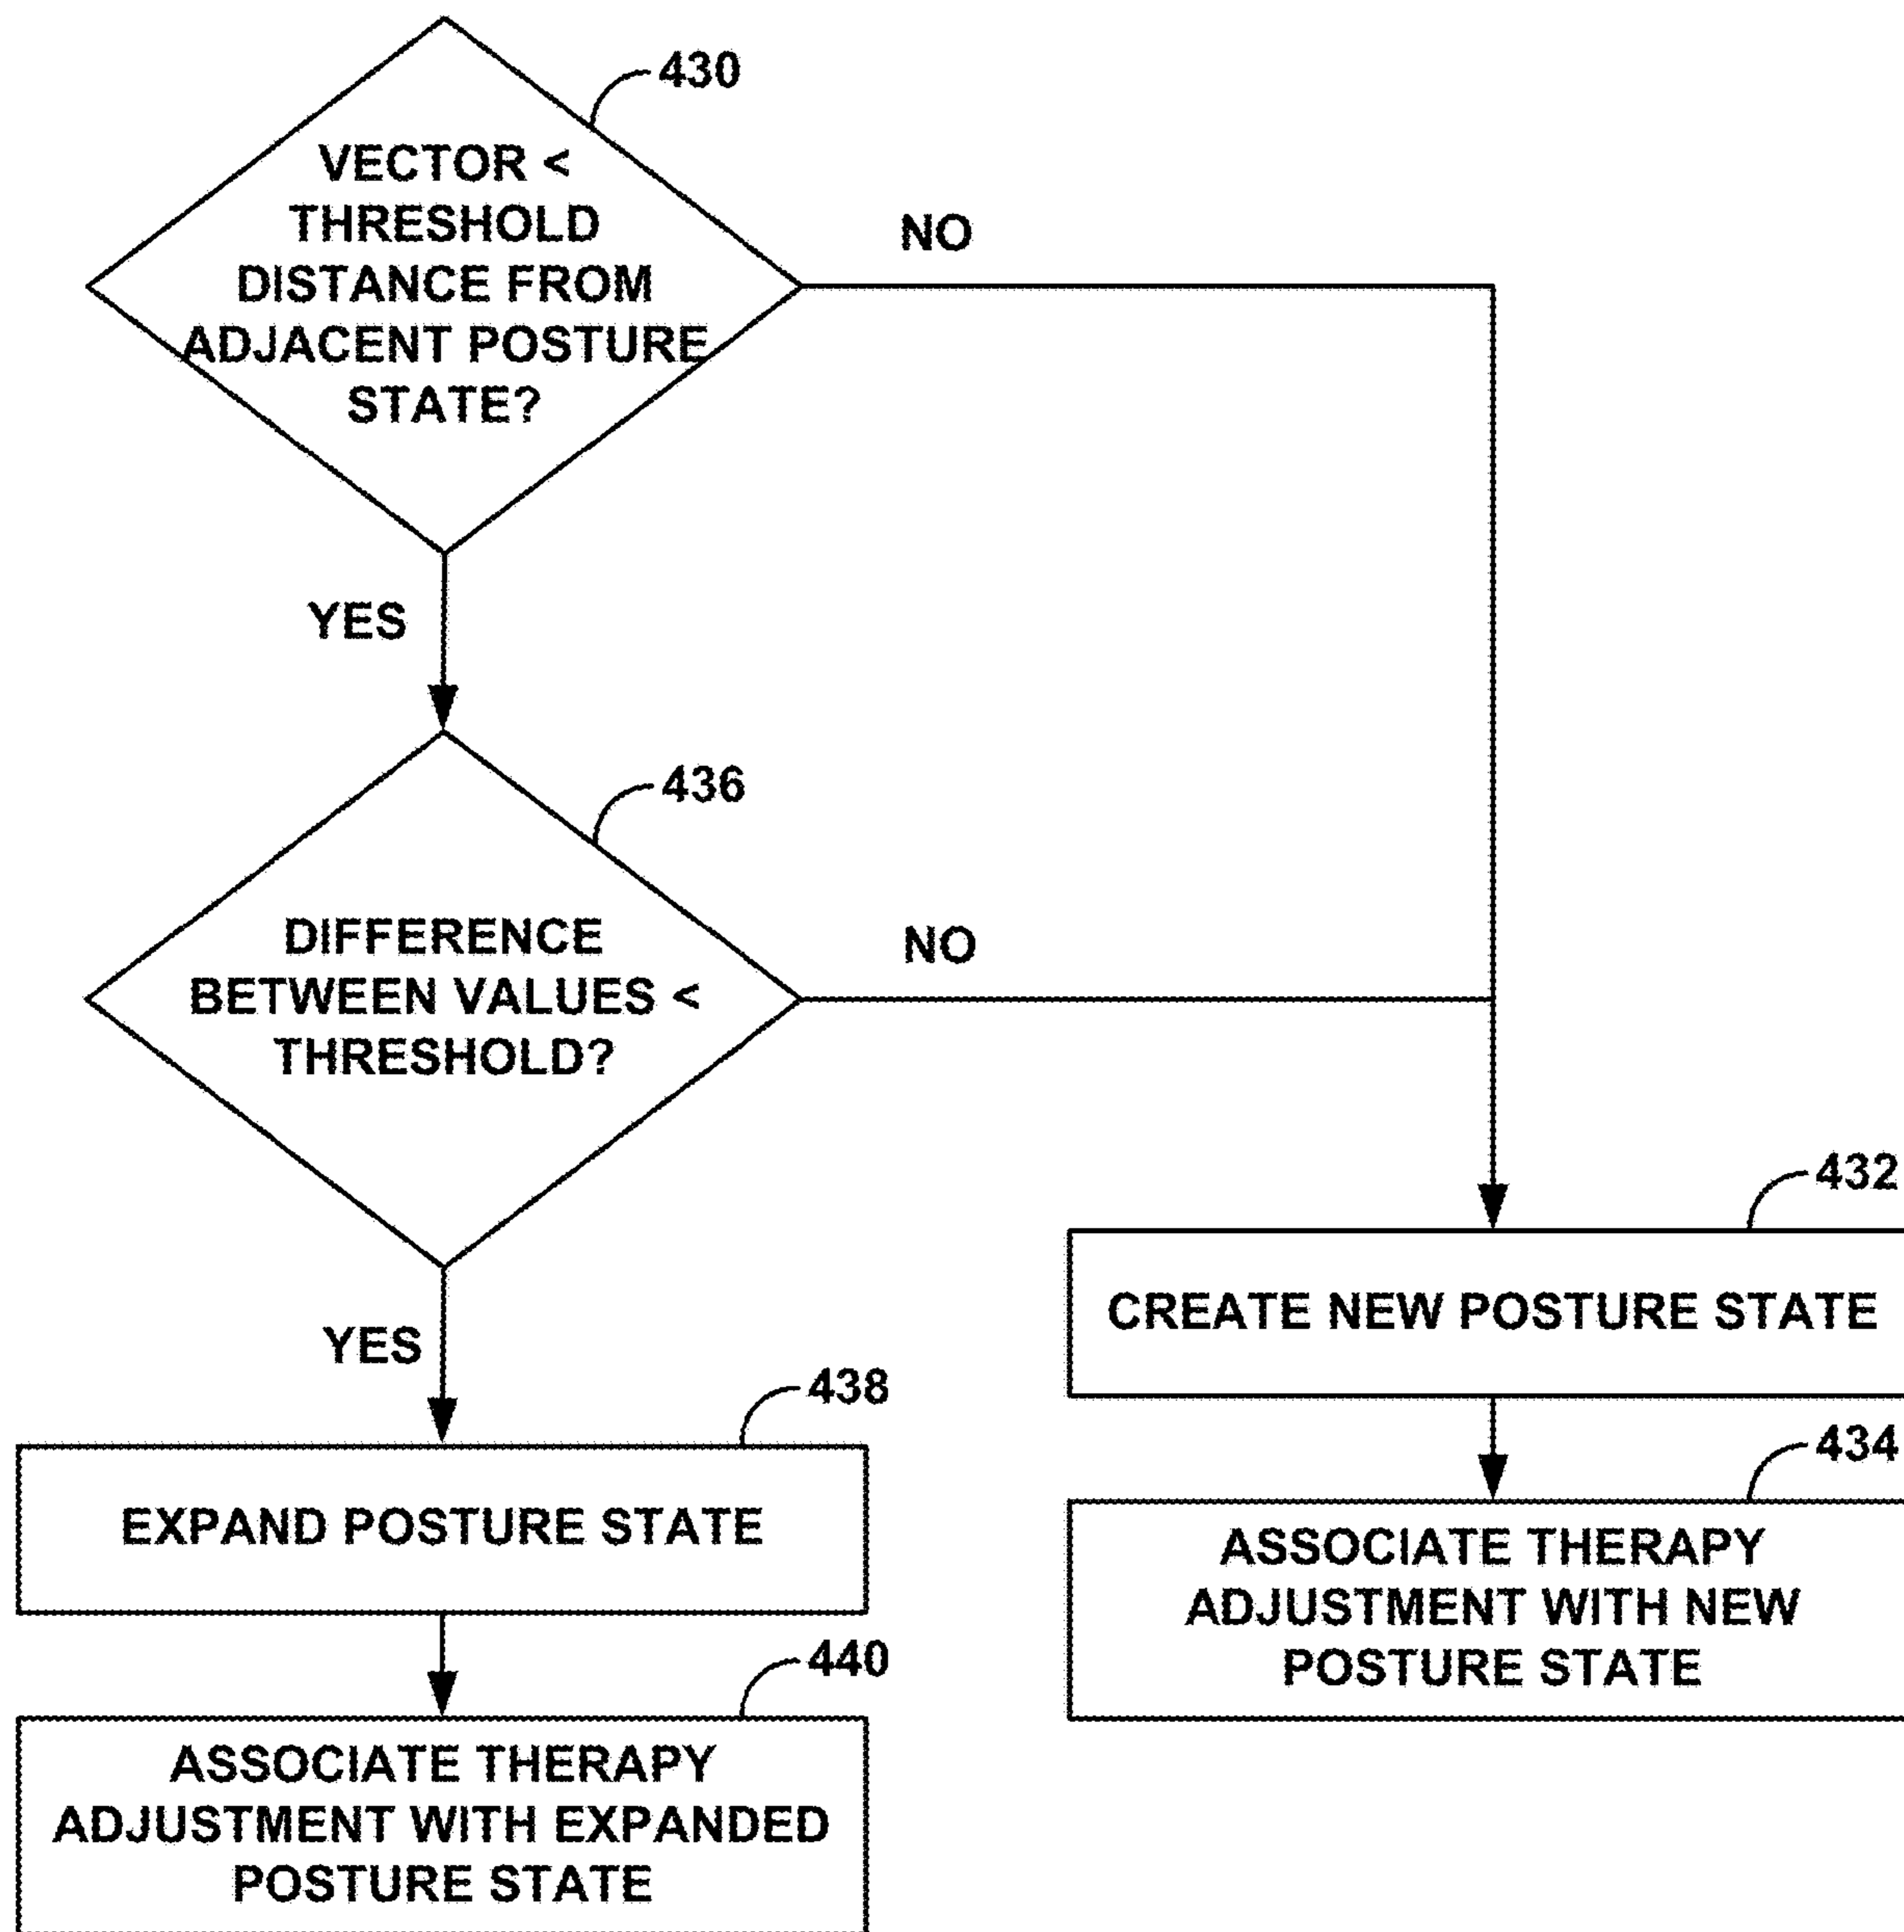 430
VECTOR <
THRESHOLD
DISTANCE FROM
ADJACENT POSTURE
STATE?
NO
YES
436
DIFFERENCE
BETWEEN VALUES <
THRESHOLD?
NO
YES
432
CREATE NEW POSTURE STATE
434
ASSOCIATE THERAPY
ADJUSTMENT WITH NEW
POSTURE STATE
438
EXPAND POSTURE STATE
440
ASSOCIATE THERAPY
ADJUSTMENT WITH EXPANDED
POSTURE STATE